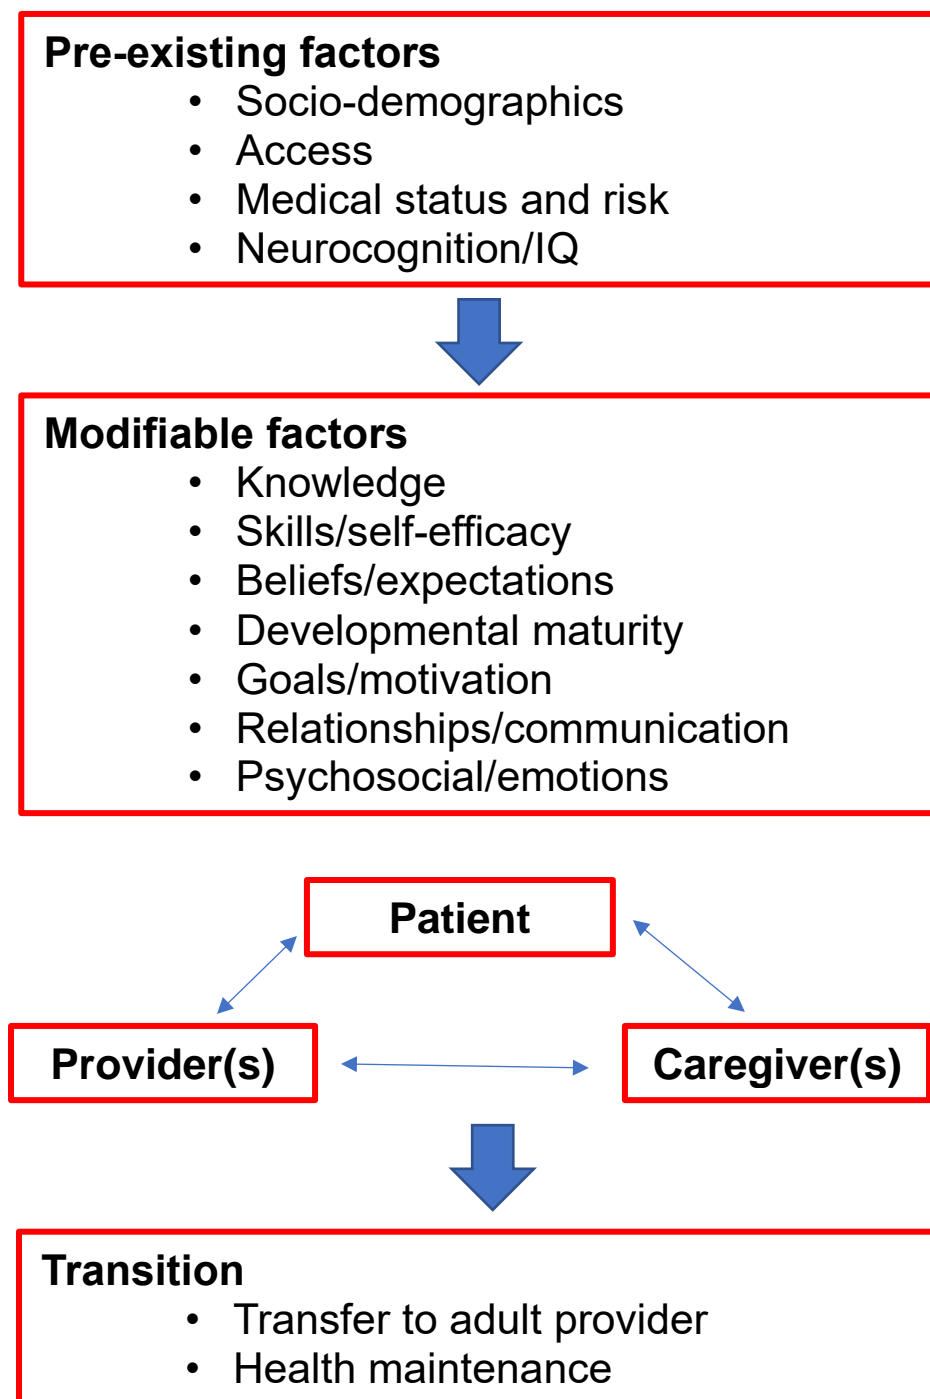 Pre-existing factors
• Socio-demographics
• Access
• Medical status and risk
• Neurocognition/IQ
Modifiable factors
• Knowledge
• Skills/self-efficacy
• Beliefs/expectations
• Developmental maturity
• Goals/motivation
• Relationships/communication
• Psychosocial/emotions
Patient
Provider(s)
Caregiver(s)
Transition
• Transfer to adult provider
• Health maintenance